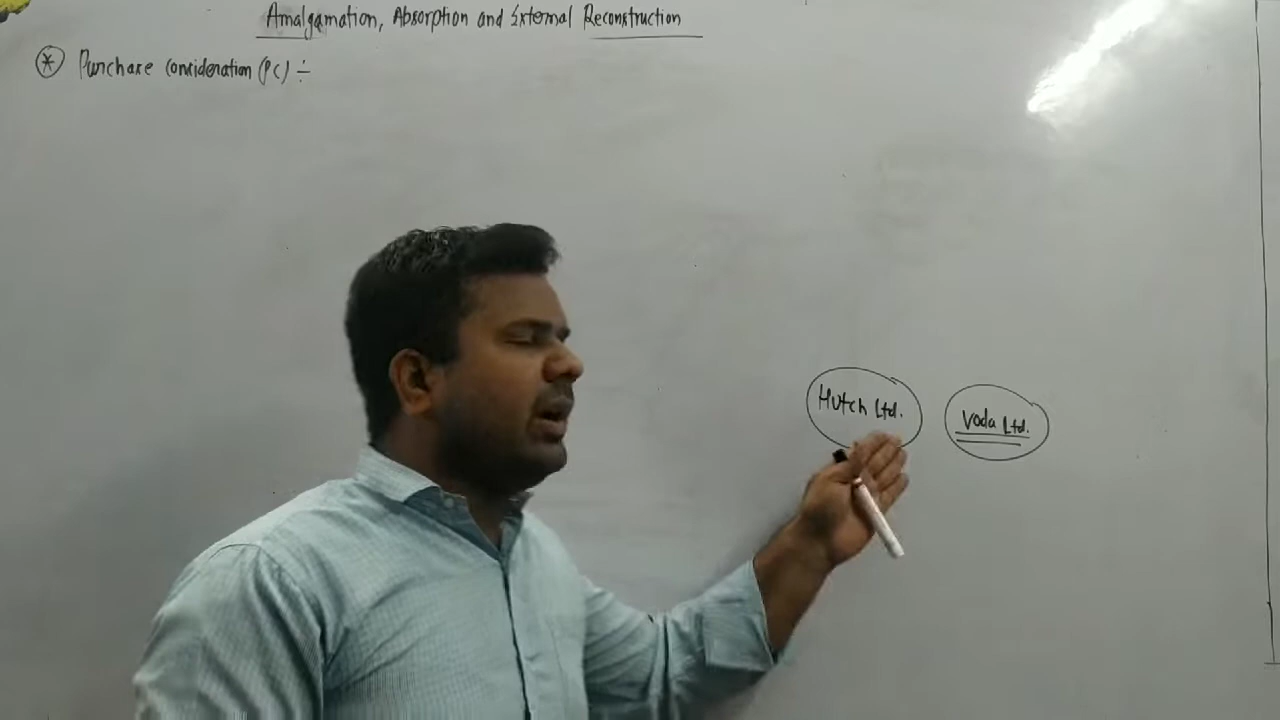 Amalgamation, Absorption and External Reconstruction
* Purchase consideration (PC) ÷
Hutch Ltd.
Voda Ltd.